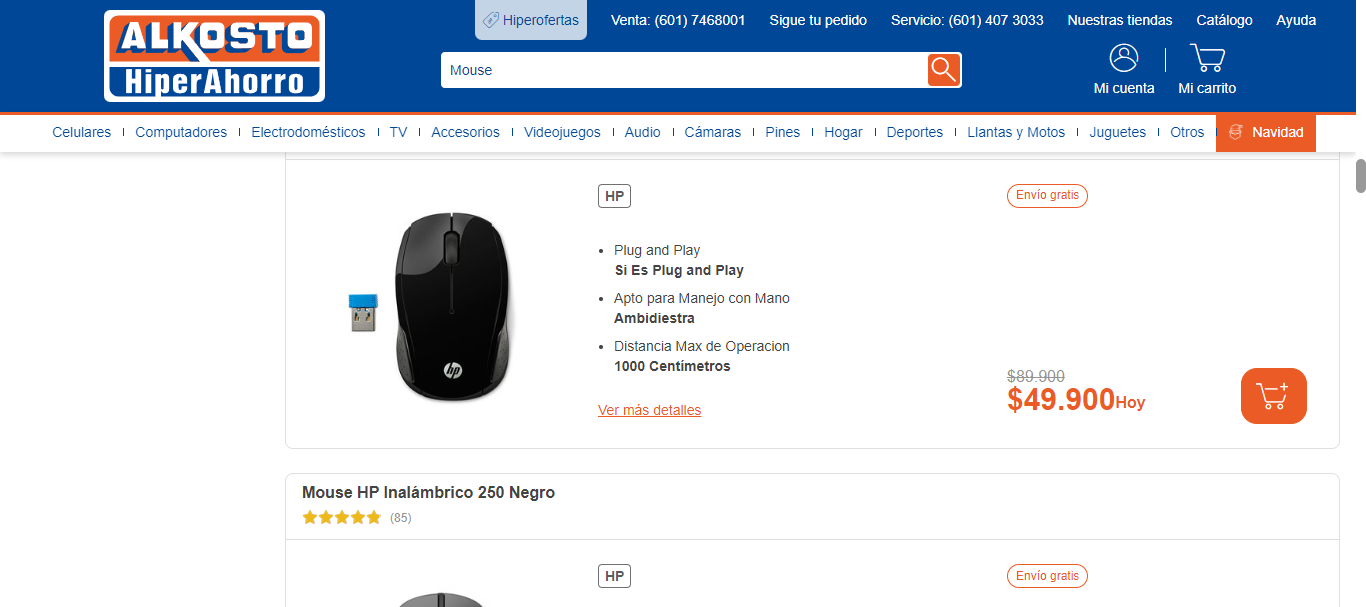 Hiperofertas
Venta: (601) 7468001
Sigue tu pedido
Servicio: (601) 407 3033
Nuestras tiendas
Catálogo
Ayuda
ALKOSTO
HiperAhorro
Mouse
Mi cuenta
Mi carrito
Celulares
Computadores
Electrodomésticos
TV
Accesorios
Videojuegos
Audio
Cámaras
Pines
Hogar
Deportes
Llantas y Motos
Juguetes
Otros
Navidad
HP
Envío gratis
Plug and Play
Si Es Plug and Play
Apto para Manejo con Mano
Ambidiestra
Distancia Max de Operacion
1000 Centímetros
hp
$89.900
$49.900 Hoy
Ver más detalles
Mouse HP Inalámbrico 250 Negro
(85)
HP
Envío gratis